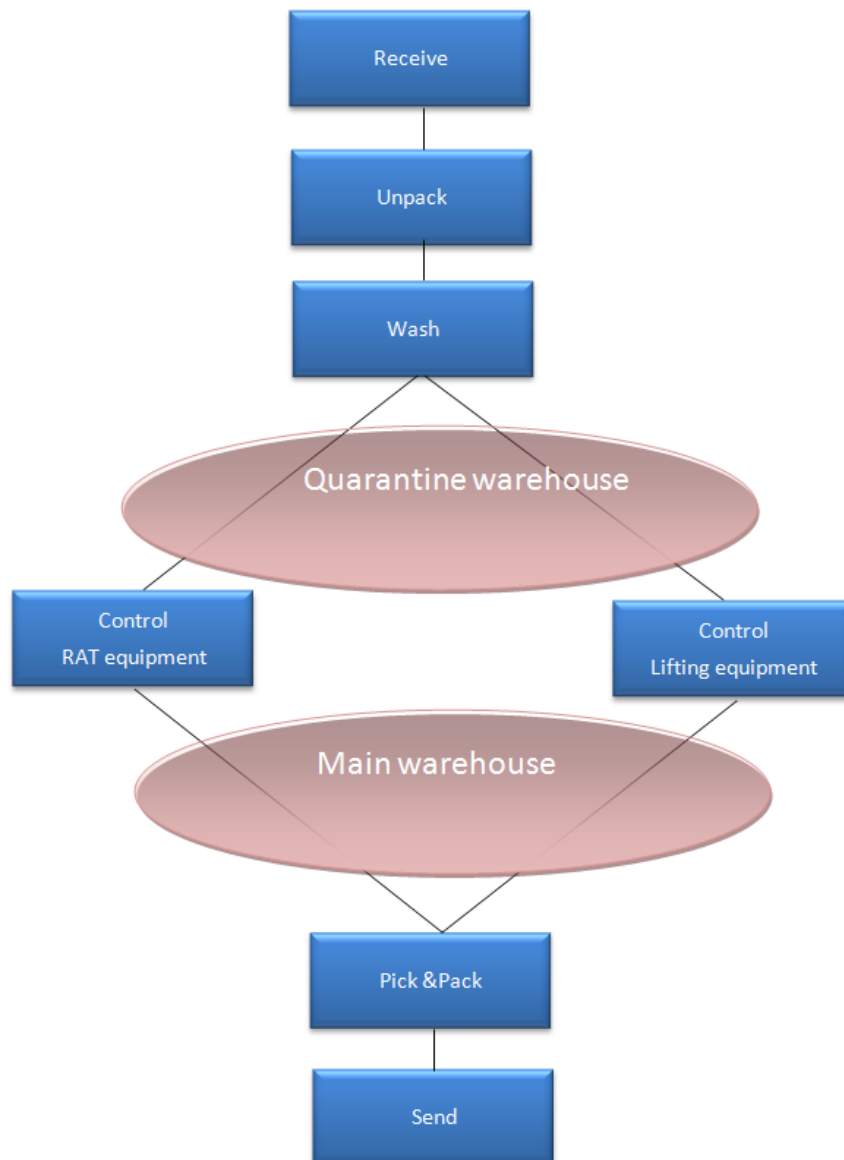 Receive
Unpack
Wash
Quarantine warehouse
Control
RAT equipment
Control
Lifting equipment
Main warehouse
Pick &Pack
Send